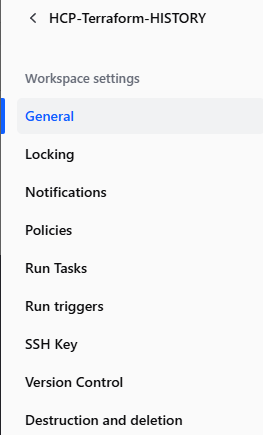 HCP-Terraform-HISTORY
Workspace settings
General
Locking
Notifications
Policies
Run Tasks
Run triggers
SSH Key
Version Control
Destruction and deletion